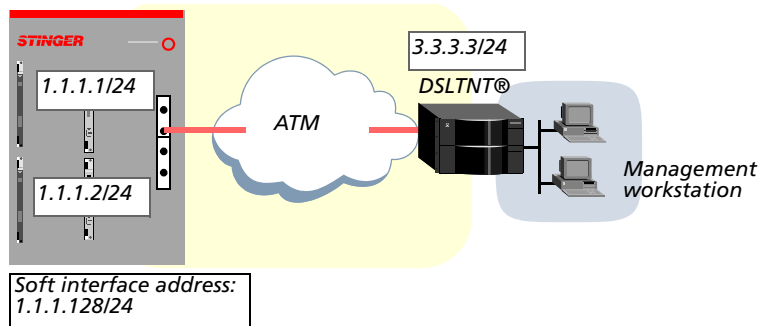 STINGER
3.3.3.3/24
1.1.1.1/24
DSLTNT®
ATM
Management
workstation
1.1.1.2/24
Soft interface address:
1.1.1.128/24